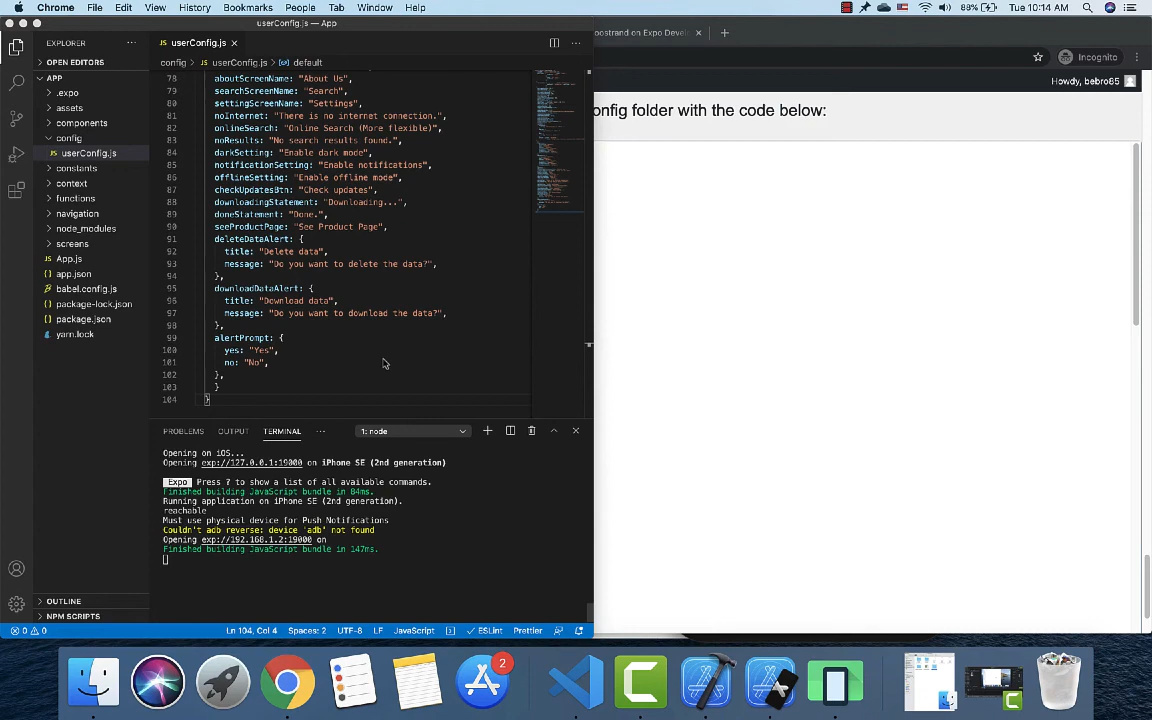 Chrome File Edit View History Bookmarks People Tab Window Help 88% Tue 10:14 AM
userConfig.js — App
EXPLORER
userConfig.js
oostrand on Expo Devel
OPEN EDITORS
config > userConfig.js > default
Incognito
APP
.expo
assets
components
config
userConfig.js
constants
context
functions
navigation
node_modules
screens
App.js
app.json
babel.config.js
package-lock.json
package.json
yarn.lock
OUTLINE
NPM SCRIPTS
78 aboutScreenName: "About Us",
79 searchScreenName: "Search",
80 settingScreenName: "Settings",
81 noInternet: "There is no internet connection.",
82 onlineSearch: "Online Search (More flexible)",
83 noResults: "No search results found.",
84 darkSetting: "Enable dark mode",
85 notificationSetting: "Enable notifications",
86 offlineSetting: "Enable offline mode",
87 checkUpdatesBtn: "Check updates",
88 downloadingStatement: "Downloading...",
89 doneStatement: "Done.",
90 seeProductPage: "See Product Page",
91 deleteDataAlert: {
92 title: "Delete data",
93 message: "Do you want to delete the data?",
94 },
95 downloadDataAlert: {
96 title: "Download data",
97 message: "Do you want to download the data?",
98 },
99 alertPrompt: {
100 yes: "Yes",
101 no: "No",
102 },
103 }
104 }
Howdy, bebro85
onfig folder with the code below:
PROBLEMS OUTPUT TERMINAL 1: node
Opening on iOS...
Opening exp://127.0.0.1:19000 on iPhone SE (2nd generation)
Expo Press ? to show a list of all available commands.
Finished building JavaScript bundle in 84ms.
Running application on iPhone SE (2nd generation).
reachable
Must use physical device for Push Notifications
Couldn't adb reverse: device 'adb' not found
Opening exp://192.168.1.2:19000 on
Finished building JavaScript bundle in 147ms.
0 0 Ln 104, Col 4 Spaces: 2 UTF-8 LF JavaScript ESLint Prettier
2